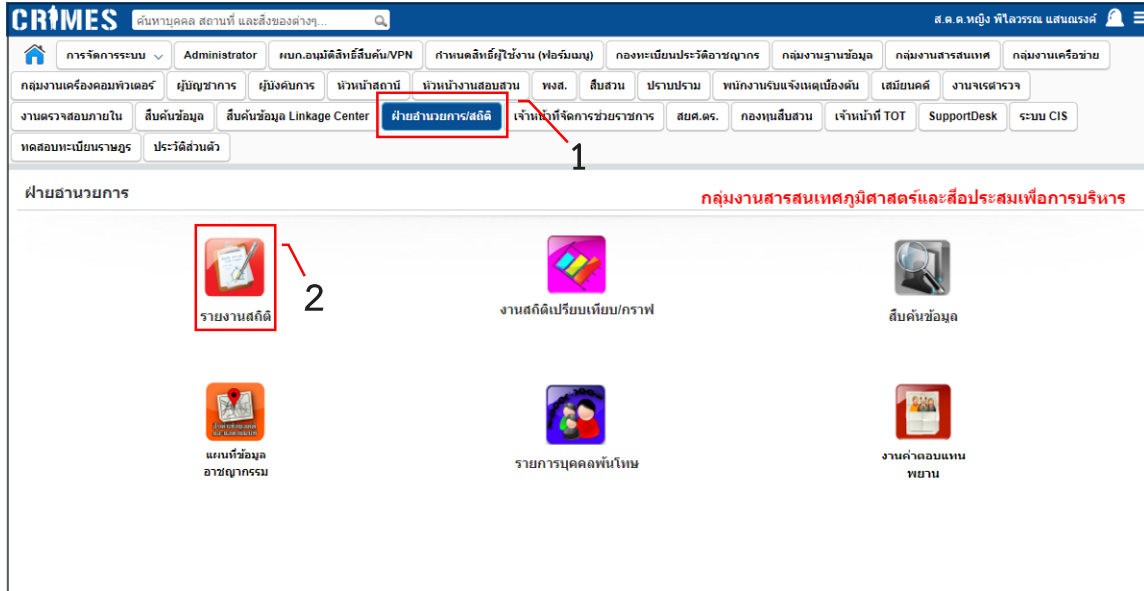 CRIMES ค้นหาบุคคล สถานที่ และสิ่งของต่างๆ... ส.ต.ต.หญิง พิไลวรรณ แสนณรงค์
การจัดการระบบ Administrator ผบก.อนุมัติสิทธิ์สืบค้น/VPN กำหนดสิทธิ์ผู้ใช้งาน (ฟอร์มเมนู) กองทะเบียนประวัติอาชญากร กลุ่มงานฐานข้อมูล กลุ่มงานสารสนเทศ กลุ่มงานเครือข่าย
กลุ่มงานเครื่องคอมพิวเตอร์ ผู้บัญชาการ ผู้บังคับการ หัวหน้าสถานี หัวหน้างานสอบสวน พงส. สืบสวน ปราบปราม พนักงานรับแจ้งเหตุเบื้องต้น เสมียนคดี งานจเรตำรวจ
งานตรวจสอบภายใน สืบค้นข้อมูล สืบค้นข้อมูล Linkage Center ฝ่ายอำนวยการ/สถิติ เจ้าหน้าที่จัดการช่วยราชการ สยศ.ตร. กองทุนสืบสวน เจ้าหน้าที่ TOT SupportDesk ระบบ CIS
ทดสอบทะเบียนราษฎร ประวัติส่วนตัว
1
ฝ่ายอำนวยการ กลุ่มงานสารสนเทศภูมิศาสตร์และสื่อประสมเพื่อการบริหาร
2
รายงานสถิติ งานสถิติเปรียบเทียบ/กราฟ สืบค้นข้อมูล
แผนที่ข้อมูล
อาชญากรรม
รายการบุคคลพ้นโทษ
งานค่าตอบแทน
พยาน